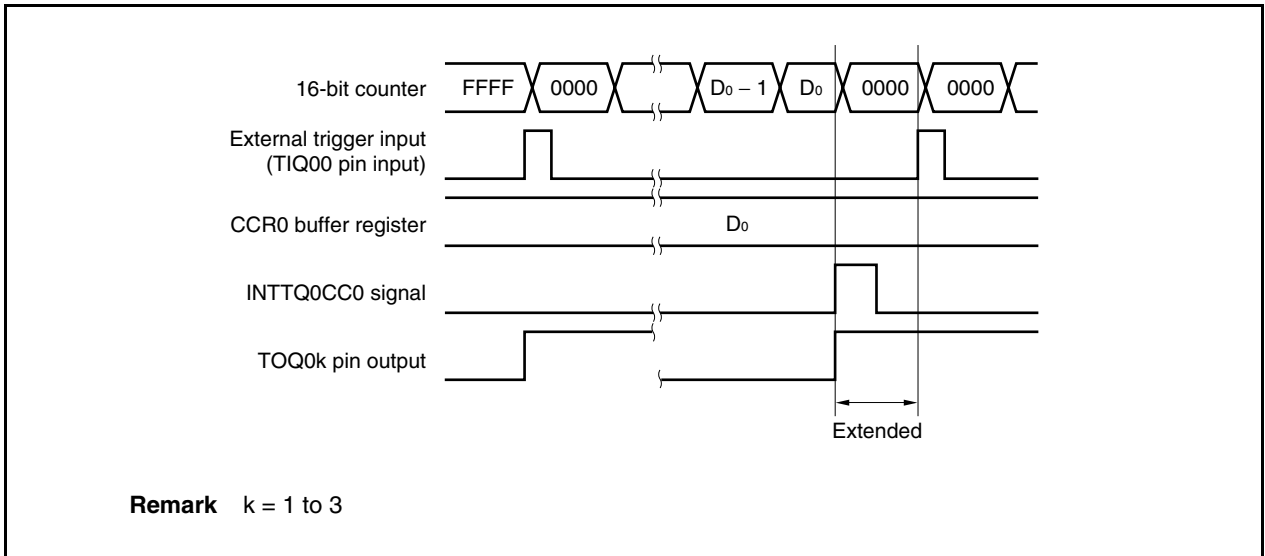 16-bit counter FFFF 0000 D0 − 1 D0 0000 0000
External trigger input
(TIQ00 pin input)
CCR0 buffer register D0
INTTQ0CC0 signal
TOQ0k pin output
Extended
Remark k = 1 to 3